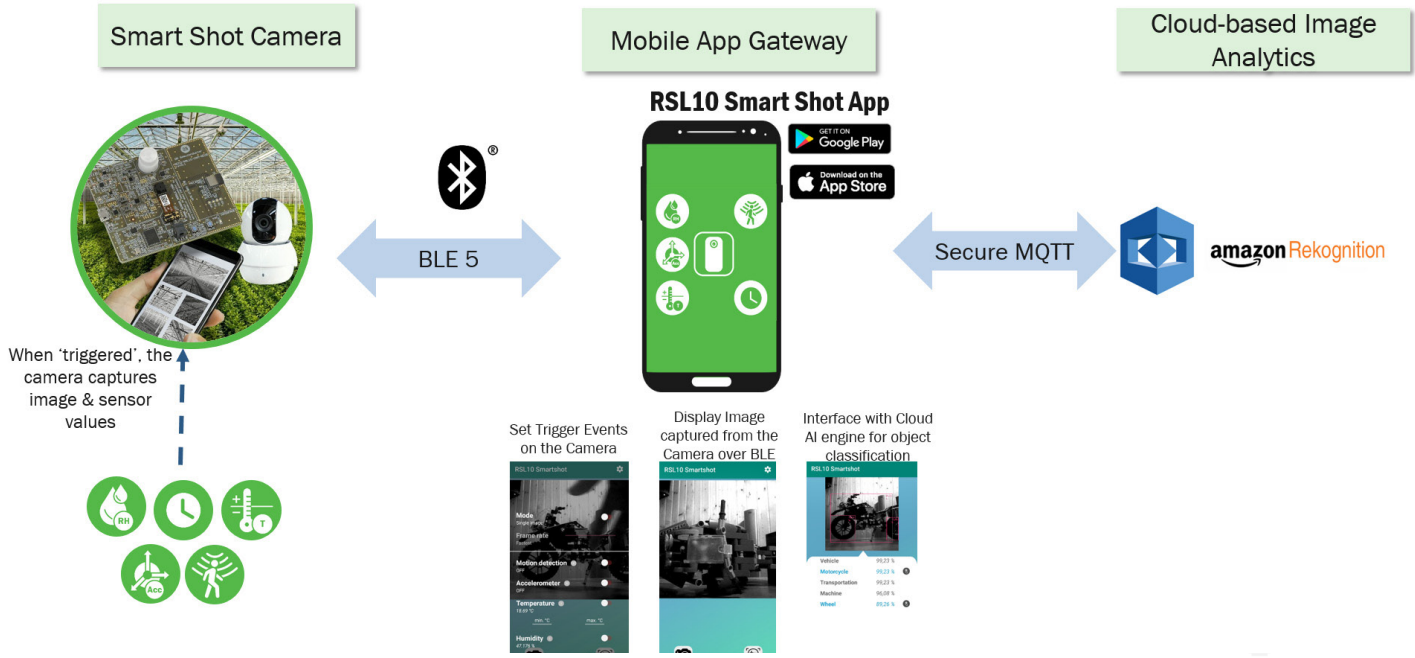 Smart Shot Camera
Mobile App Gateway
Cloud-based Image
Analytics
RSL10 Smart Shot App
GET IT ON
Google Play
Download on the
App Store
®
BLE 5
RH
Acc
T
Secure MQTT
amazon Rekognition
When ‘triggered’, the
camera captures
image & sensor
values
RH
T
Acc
Set Trigger Events
on the Camera
RSL10 Smartshot
Mode
Single image
Frame rate
Motion detection
OFF
Accelerometer
OFF
Temperature
18.69 °C
min. °C max. °C
Humidity
Display Image
captured from the
Camera over BLE
RSL10 Smartshot
Interface with Cloud
AI engine for object
classification
RSL10 Smartshot
Vehicle 99,23 %
Motorcycle 99,23 %
Transportation 99,23 %
Machine 96,08 %
Wheel 89,26 %